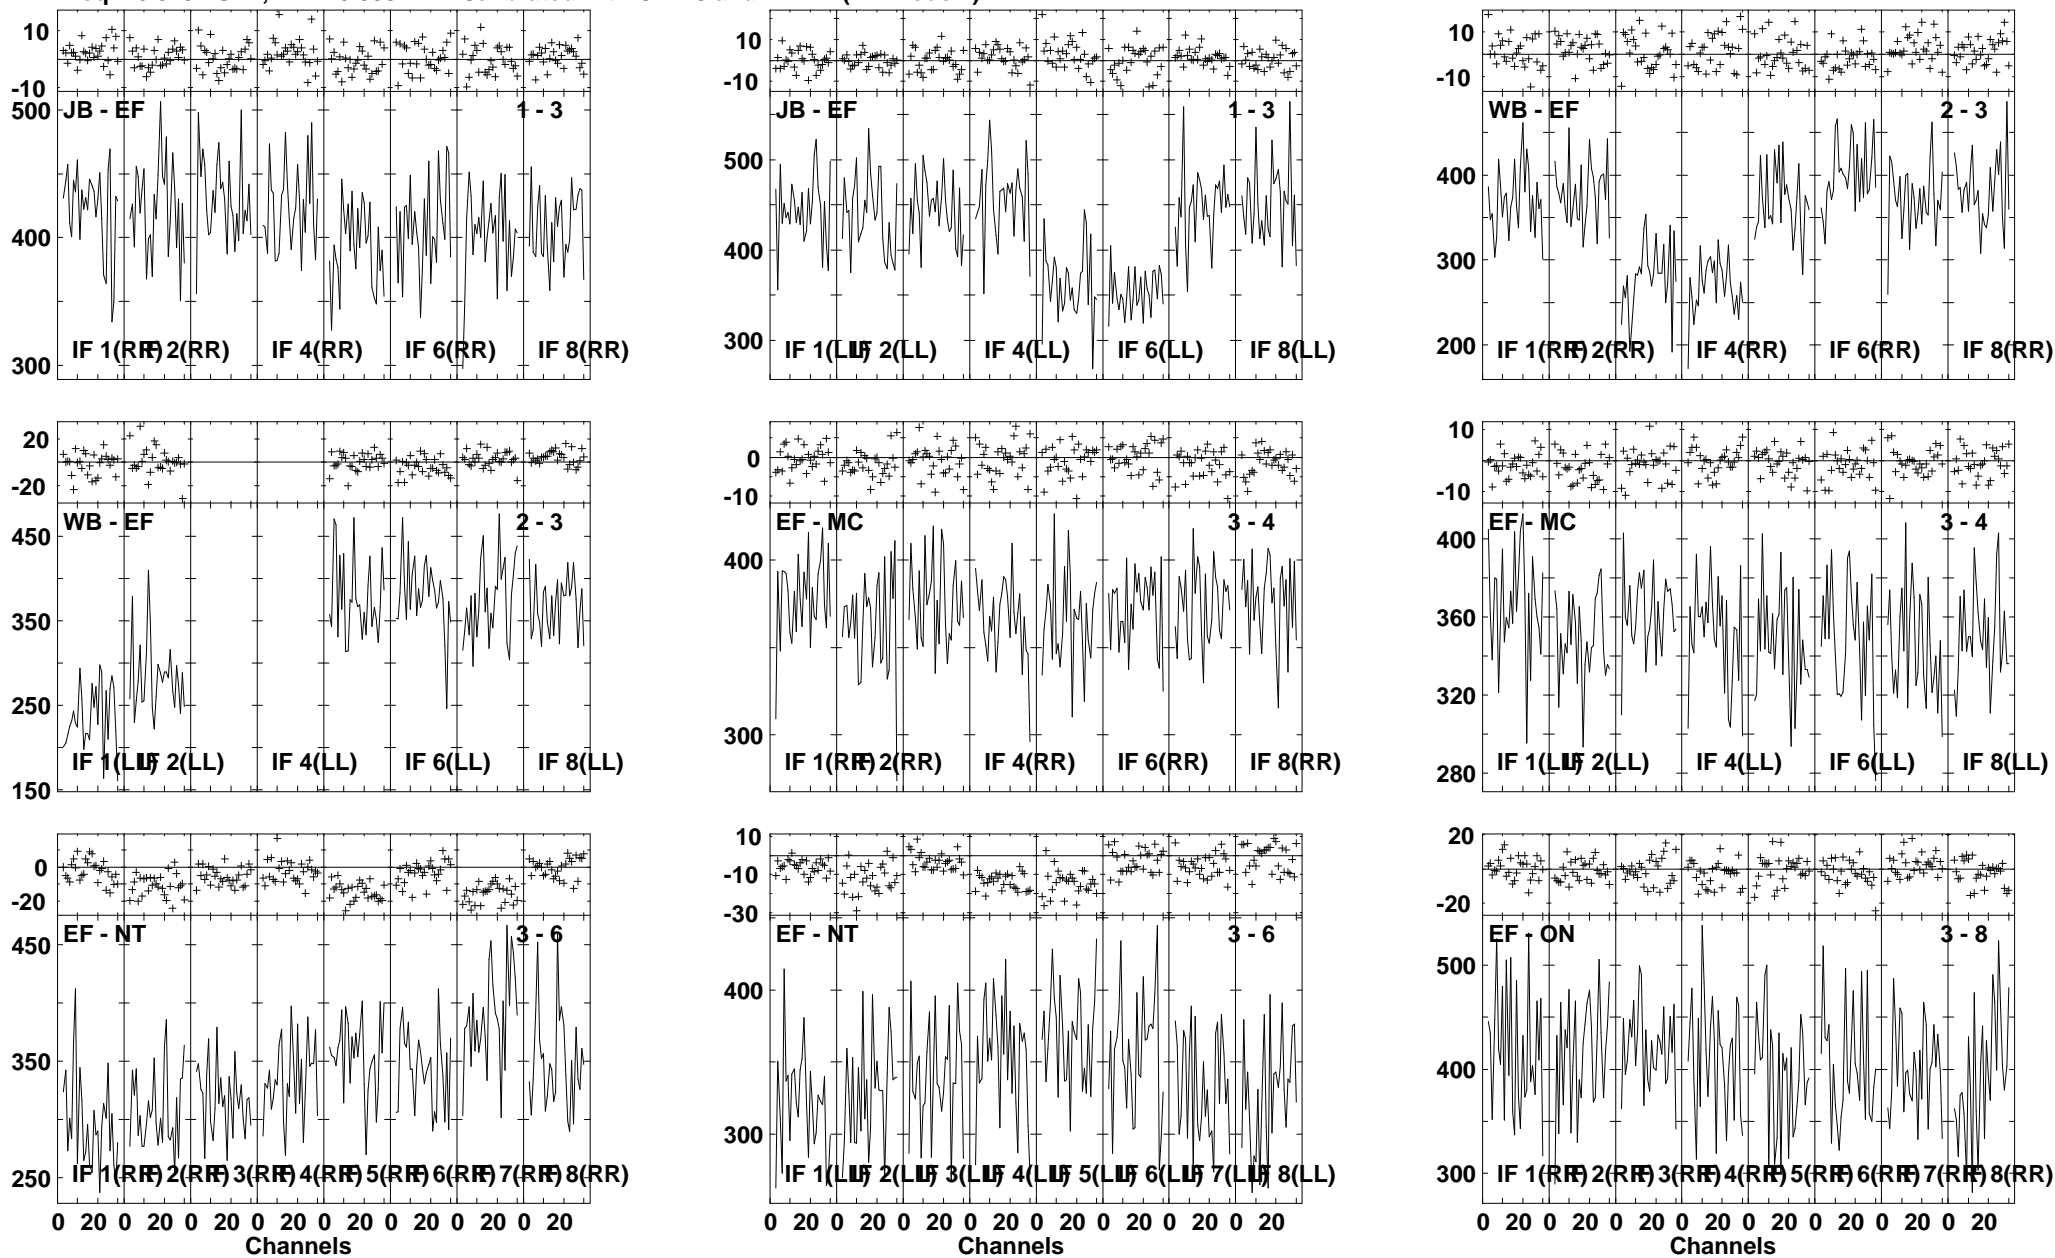 10
-10
500
400
300
JB - EF
1 - 3
IF 1(RR)
IF 2(RR)
IF 4(RR)
IF 6(RR)
IF 8(RR)
10
-10
500
400
300
JB - EF
1 - 3
IF 1(LL)
IF 2(LL)
IF 4(LL)
IF 6(LL)
IF 8(LL)
10
-10
400
300
200
WB - EF
2 - 3
IF 1(RR)
IF 2(RR)
IF 4(RR)
IF 6(RR)
IF 8(RR)
20
-20
450
350
250
150
WB - EF
2 - 3
IF 1(LL)
IF 2(LL)
IF 4(LL)
IF 6(LL)
IF 8(LL)
0
-10
400
300
EF - MC
3 - 4
IF 1(RR)
IF 2(RR)
IF 4(RR)
IF 6(RR)
IF 8(RR)
10
-10
400
360
320
280
EF - MC
3 - 4
IF 1(LL)
IF 2(LL)
IF 4(LL)
IF 6(LL)
IF 8(LL)
0
-20
450
350
250
EF - NT
3 - 6
IF 1(RR)
IF 2(RR)
IF 3(RR)
IF 4(RR)
IF 5(RR)
IF 6(RR)
IF 7(RR)
IF 8(RR)
0 20 0 20 0 20 0 20 0 20 0 20 0 20 0 20
Channels
10
-10
-30
400
300
EF - NT
3 - 6
IF 1(LL)
IF 2(LL)
IF 3(LL)
IF 4(LL)
IF 5(LL)
IF 6(LL)
IF 7(LL)
IF 8(LL)
0 20 0 20 0 20 0 20 0 20 0 20 0 20 0 20
Channels
20
-20
500
400
300
EF - ON
3 - 8
IF 1(RR)
IF 2(RR)
IF 3(RR)
IF 4(RR)
IF 5(RR)
IF 6(RR)
IF 7(RR)
IF 8(RR)
0 20 0 20 0 20 0 20 0 20 0 20 0 20 0 20
Channels